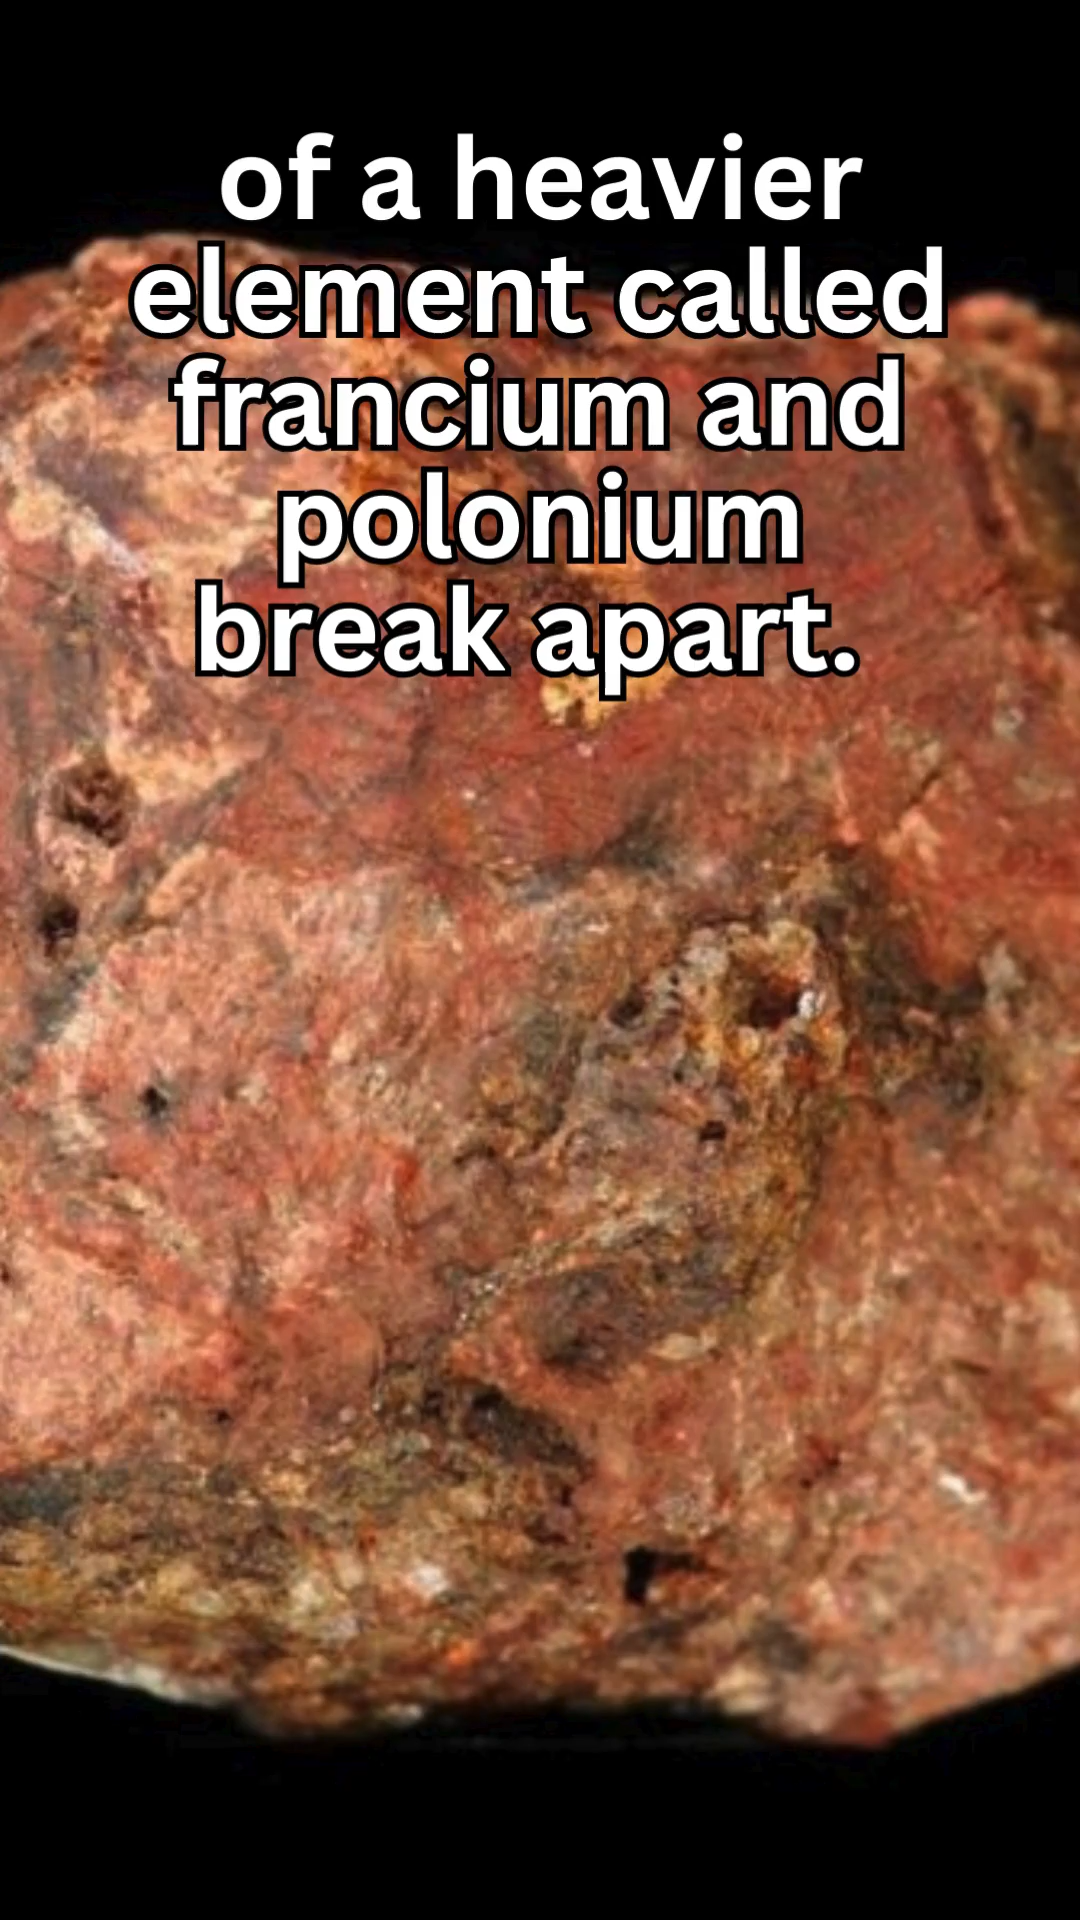 of a heavier
element called
francium and
polonium
break apart.